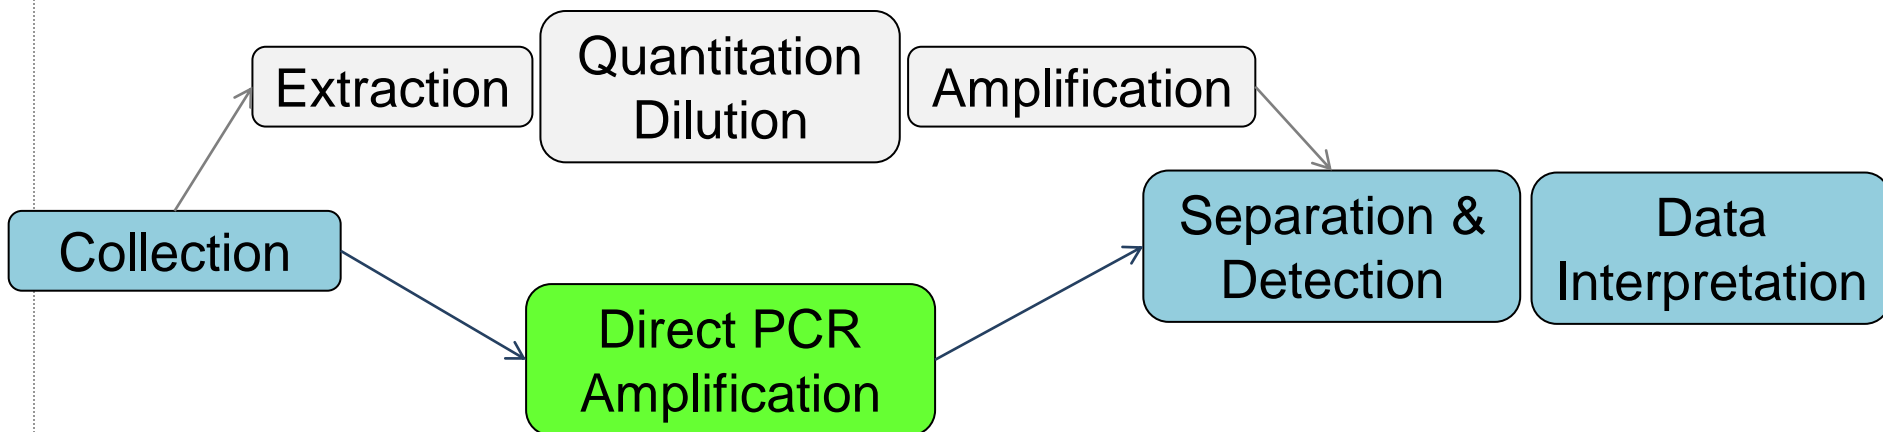 Extraction
Quantitation
Dilution
Amplification
Collection
Direct PCR
Amplification
Separation &
Detection
Data
Interpretation